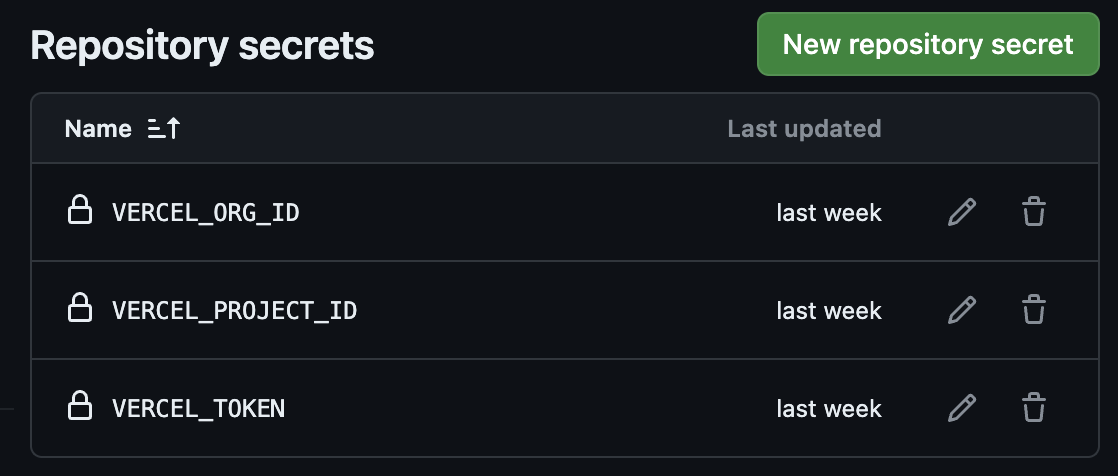 Repository secrets
New repository secret
Name
Last updated
VERCEL_ORG_ID
last week
VERCEL_PROJECT_ID
last week
VERCEL_TOKEN
last week